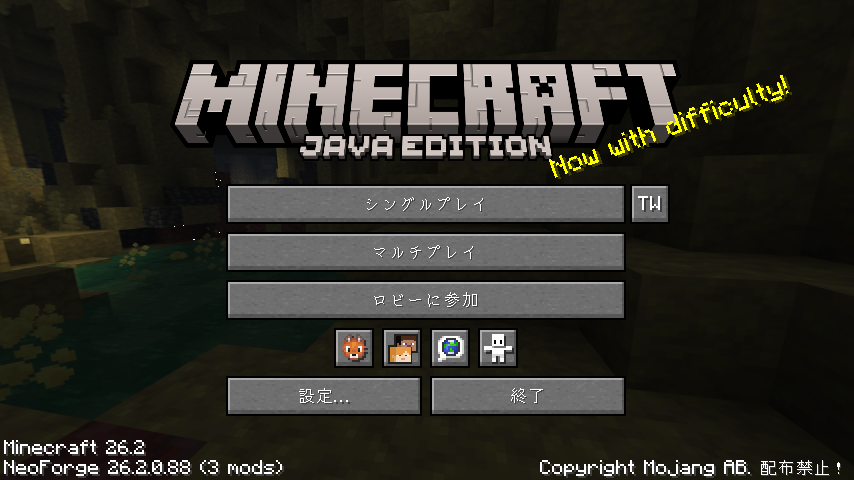 MINECRAFT
JAVA EDITION
Now with difficulty!
シングルプレイ
TW
マルチプレイ
ロビーに参加
設定...
終了
Minecraft 26.2
NeoForge 26.2.0.88 (3 mods)
Copyright Mojang AB. 配布禁止！